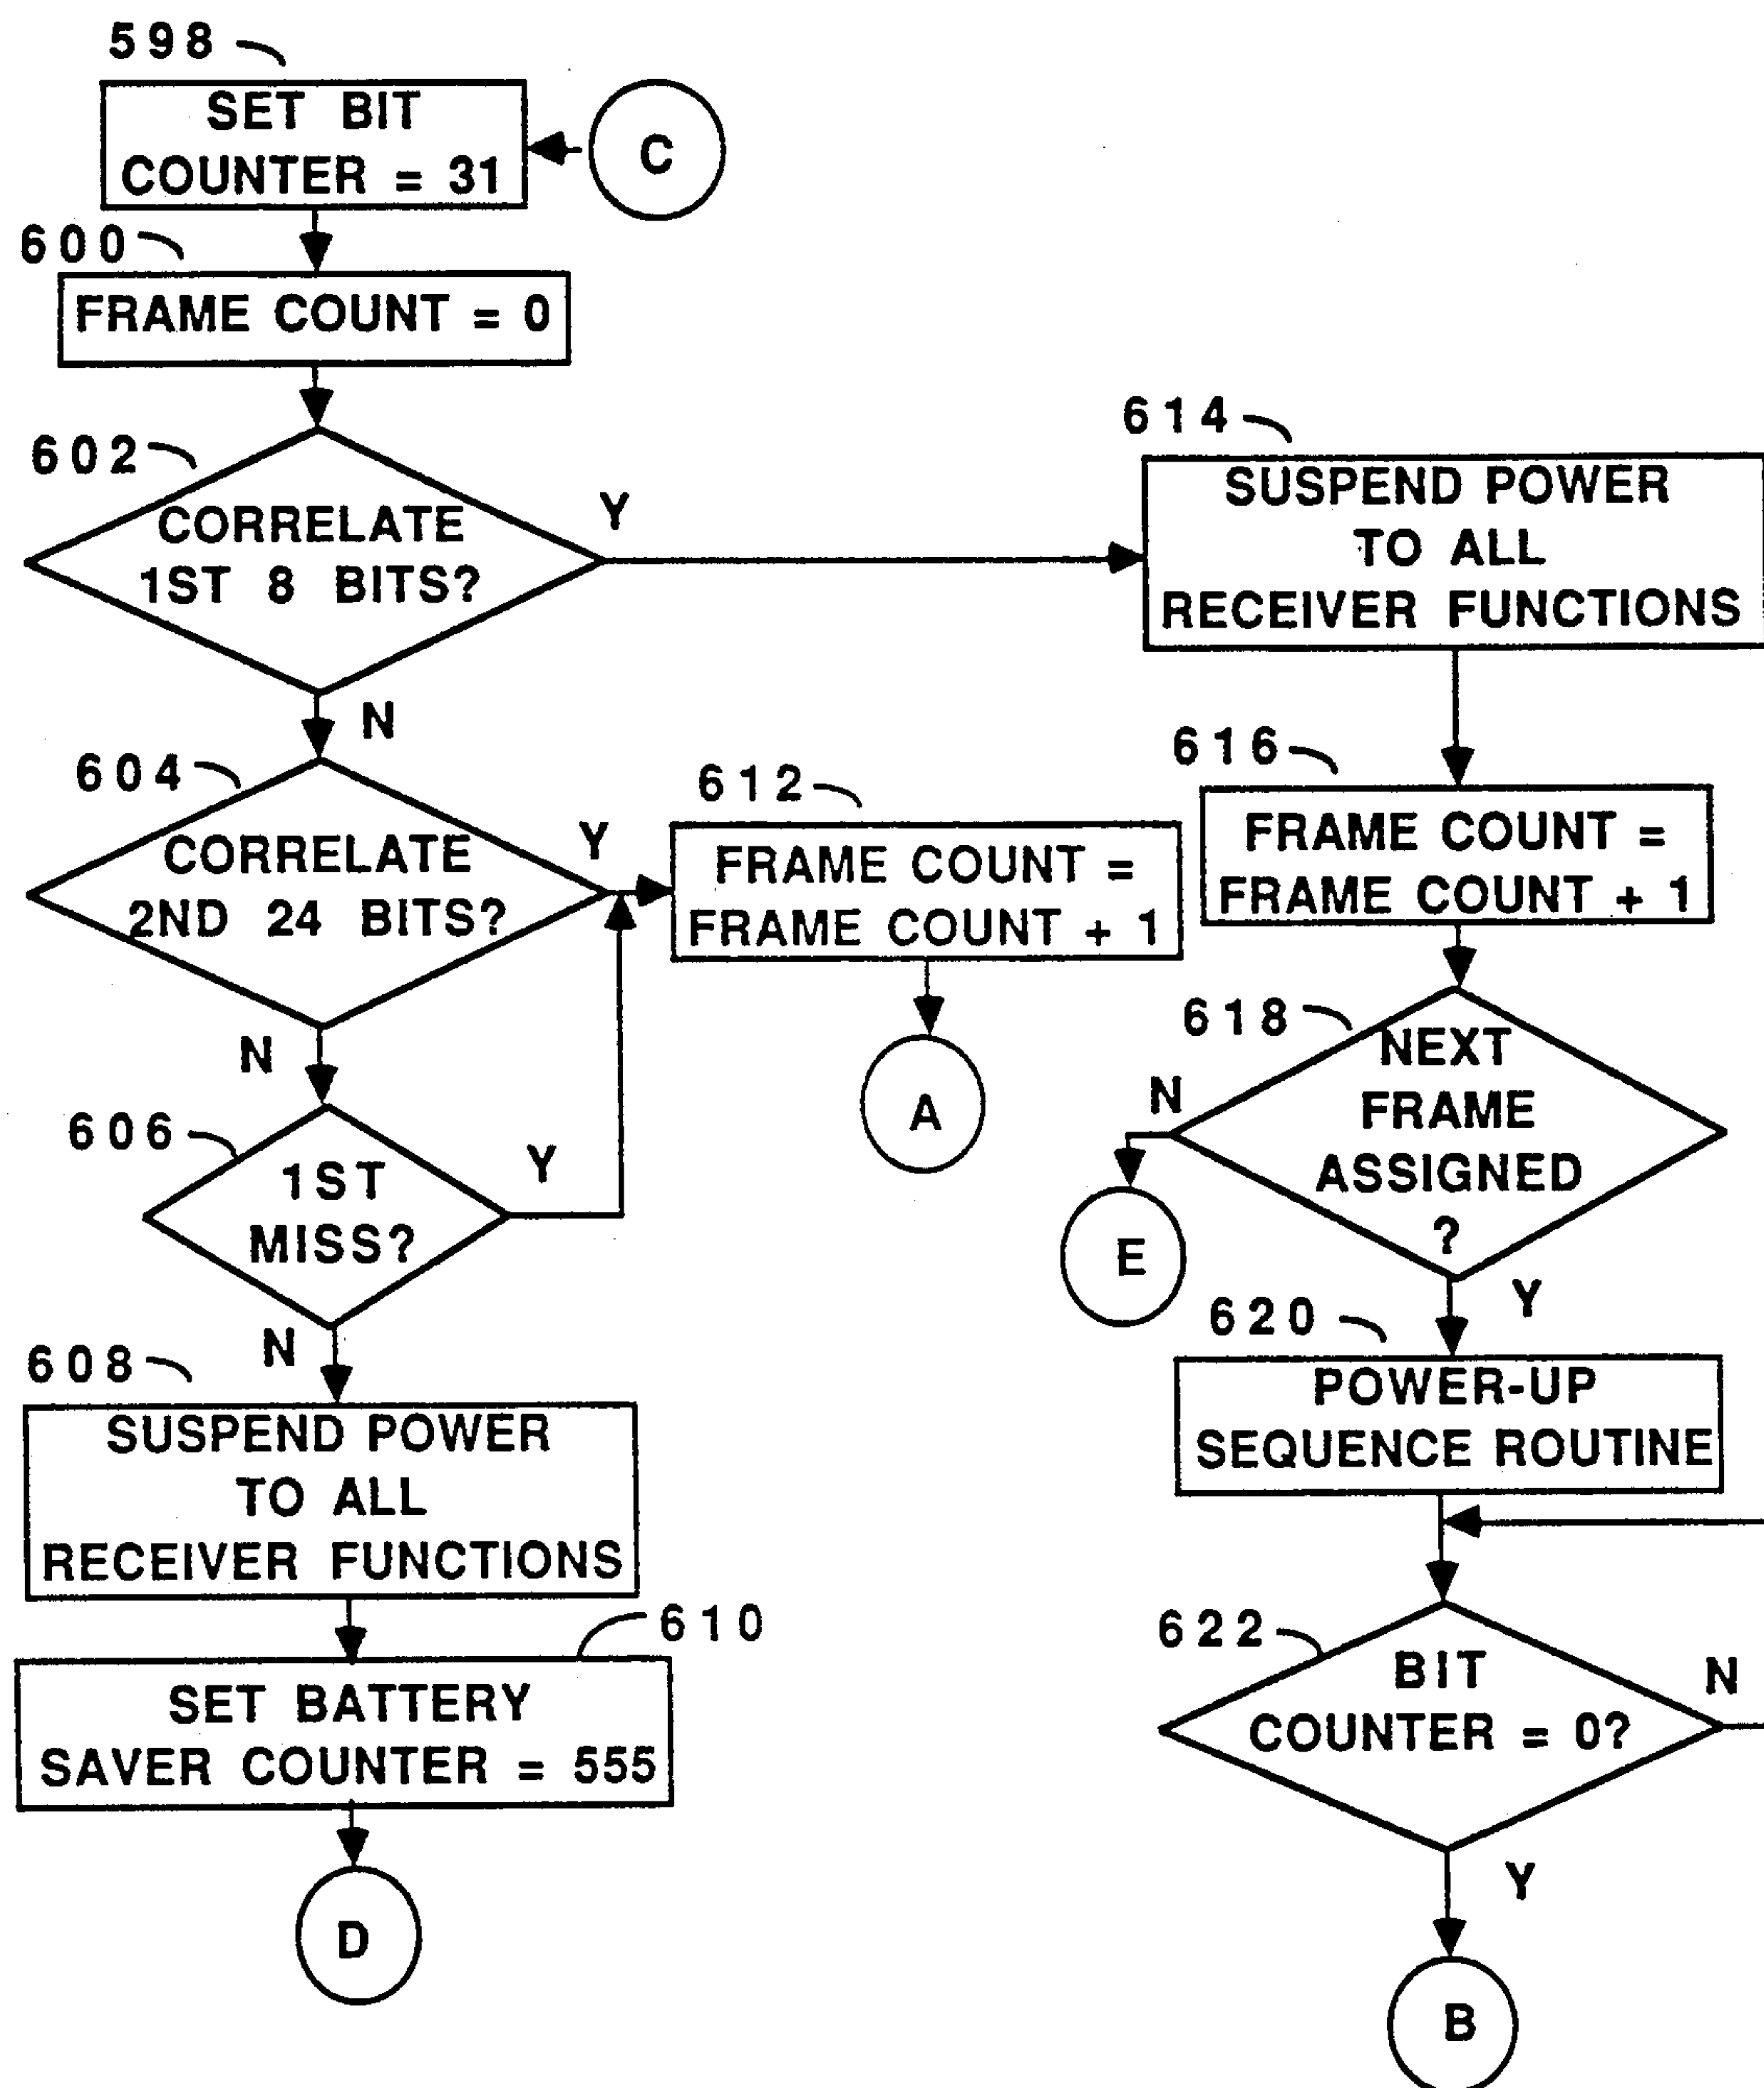 598
SET BIT
COUNTER = 31
C
600
FRAME COUNT = 0
602
CORRELATE
1ST 8 BITS?
Y
N
614
SUSPEND POWER
TO ALL
RECEIVER FUNCTIONS
604
CORRELATE
2ND 24 BITS?
Y
N
612
FRAME COUNT =
FRAME COUNT + 1
A
616
FRAME COUNT =
FRAME COUNT + 1
606
1ST
MISS?
Y
N
618
NEXT
FRAME
ASSIGNED
?
N
E
Y
608
SUSPEND POWER
TO ALL
RECEIVER FUNCTIONS
620
POWER-UP
SEQUENCE ROUTINE
610
SET BATTERY
SAVER COUNTER = 555
D
622
BIT
COUNTER = 0?
N
Y
B